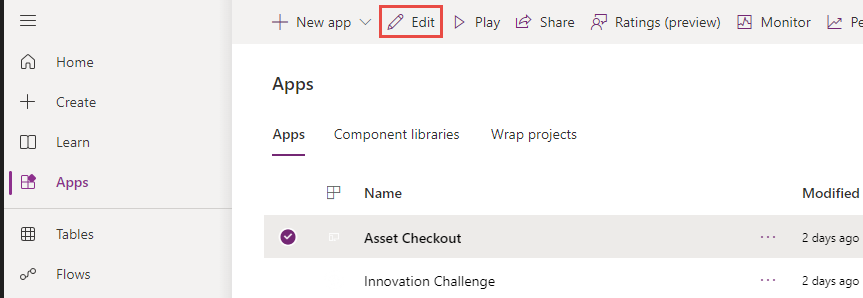 New app Edit Play Share Ratings (preview) Monitor
Home
Create
Learn
Apps
Tables
Flows
Apps
Apps Component libraries Wrap projects
Name Modified
Asset Checkout ... 2 days ago
Innovation Challenge ... 2 days ago